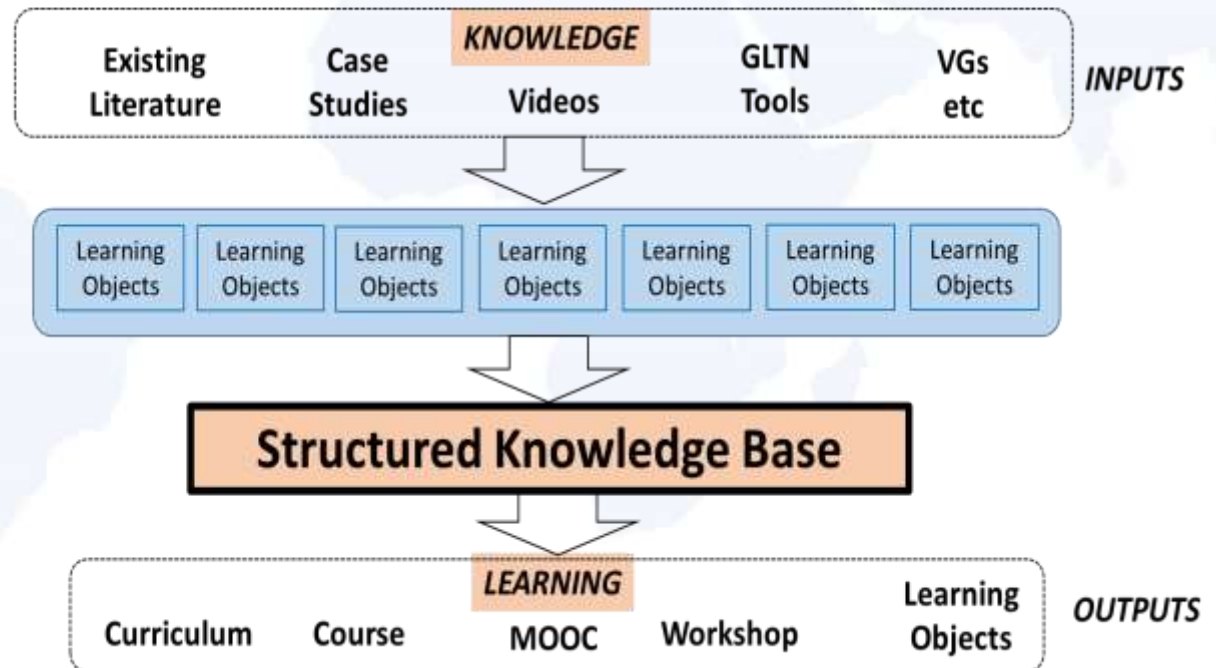 KNOWLEDGE
Existing
Literature
Case
Studies
Videos
GLTN
Tools
VGs
etc
INPUTS
Learning
Objects
Learning
Objects
Learning
Objects
Learning
Objects
Learning
Objects
Learning
Objects
Learning
Objects
Structured Knowledge Base
LEARNING
Curriculum
Course
MOOC
Workshop
Learning
Objects
OUTPUTS